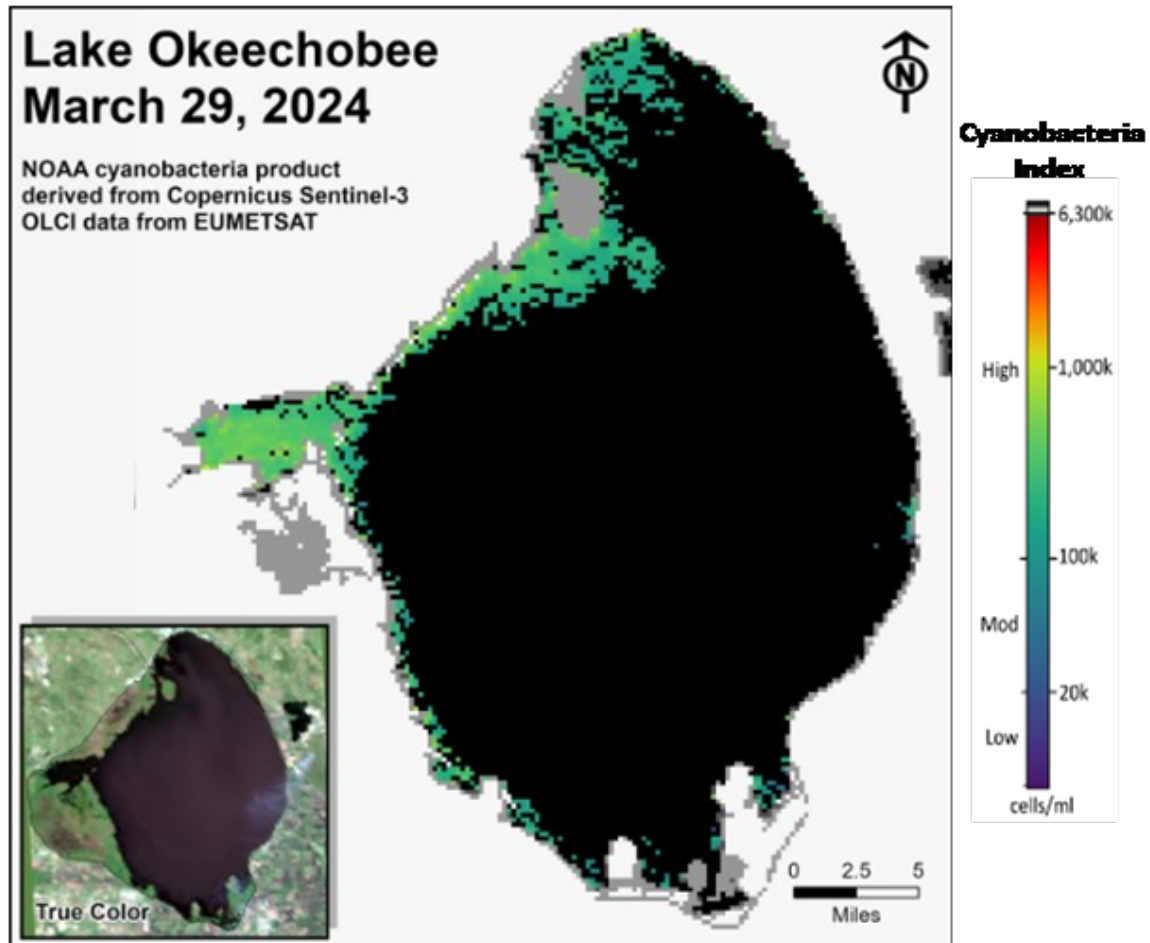 Lake Okeechobee
March 29, 2024
NOAA cyanobacteria product
derived from Copernicus Sentinel-3
OLCI data from EUMETSAT
N
Cyanobacteria
Index
6,300k
High
1,000k
100k
Mod
20k
Low
cells/ml
True Color
0 2.5 5
Miles